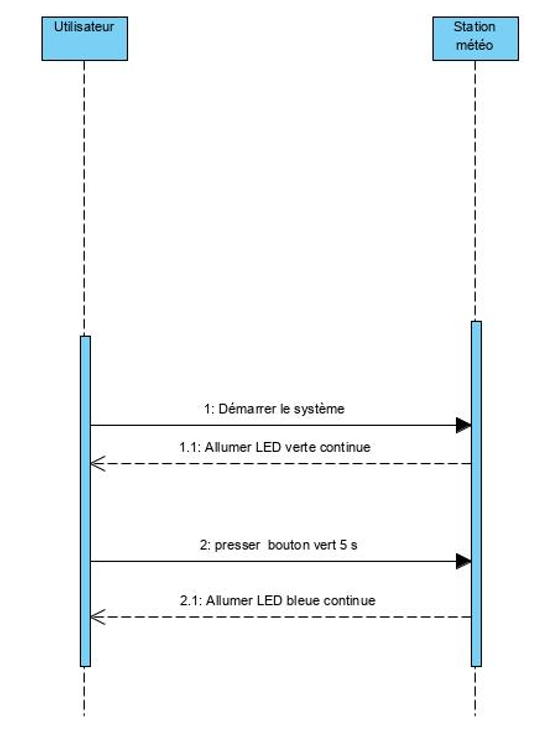 Utilisateur
Station
météo
1: Démarrer le système
1.1: Allumer LED verte continue
2: presser  bouton vert 5 s
2.1: Allumer LED bleue continue